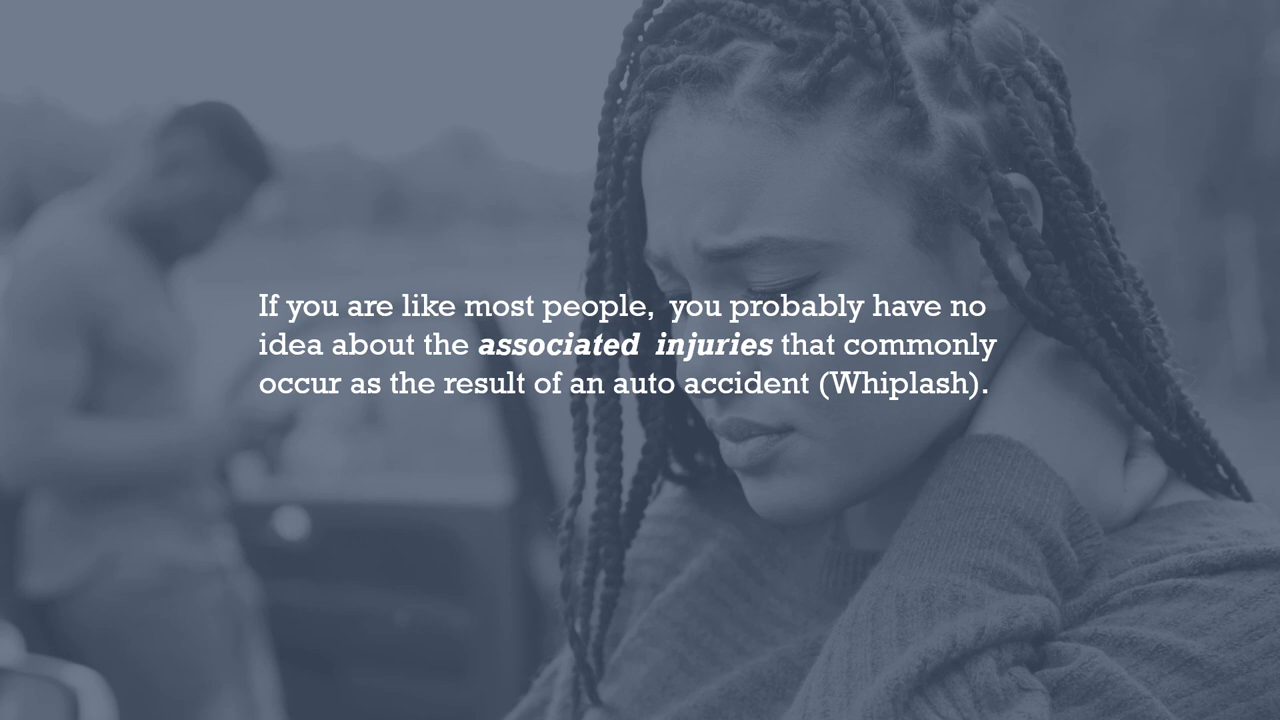 If you are like most people,  you probably have no
idea about the associated  injuries that commonly
occur as the result of an auto accident (Whiplash).